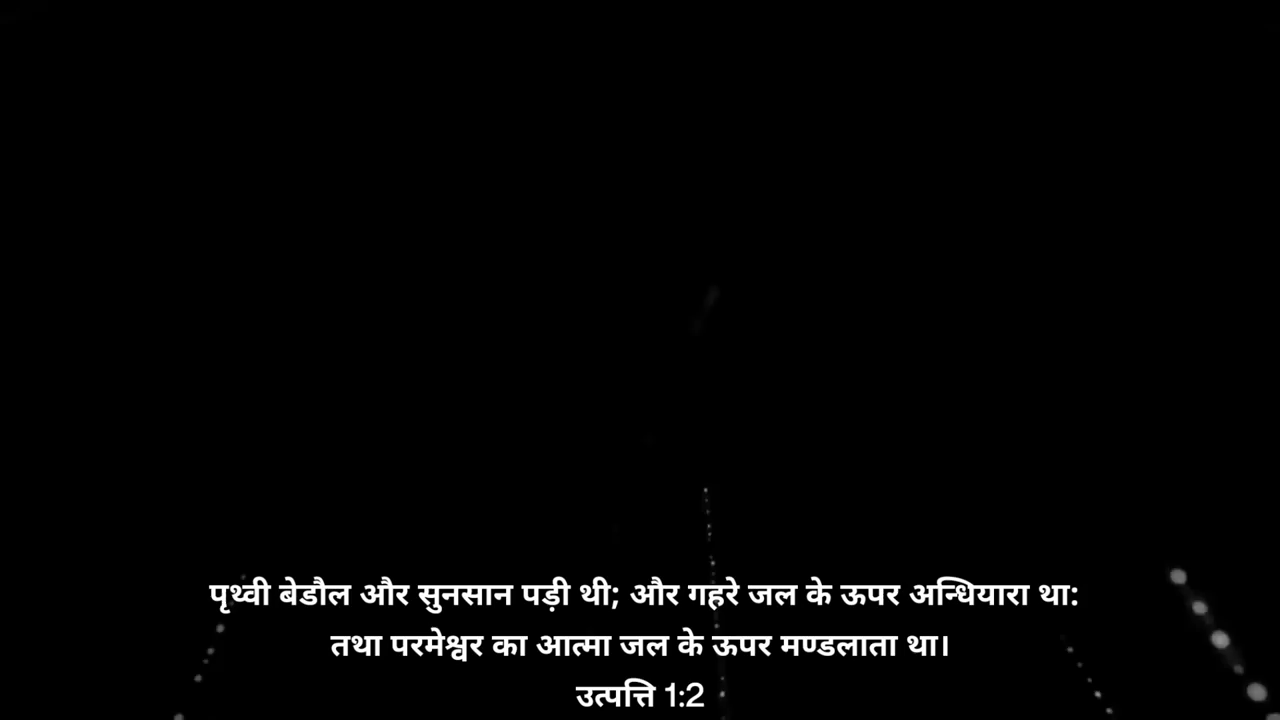 पृथ्वी बेडौल और सुनसान पड़ी थी; और गहरे जल के ऊपर अन्धियारा था:
तथा परमेश्वर का आत्मा जल के ऊपर मण्डलाता था।
उत्पत्ति 1:2